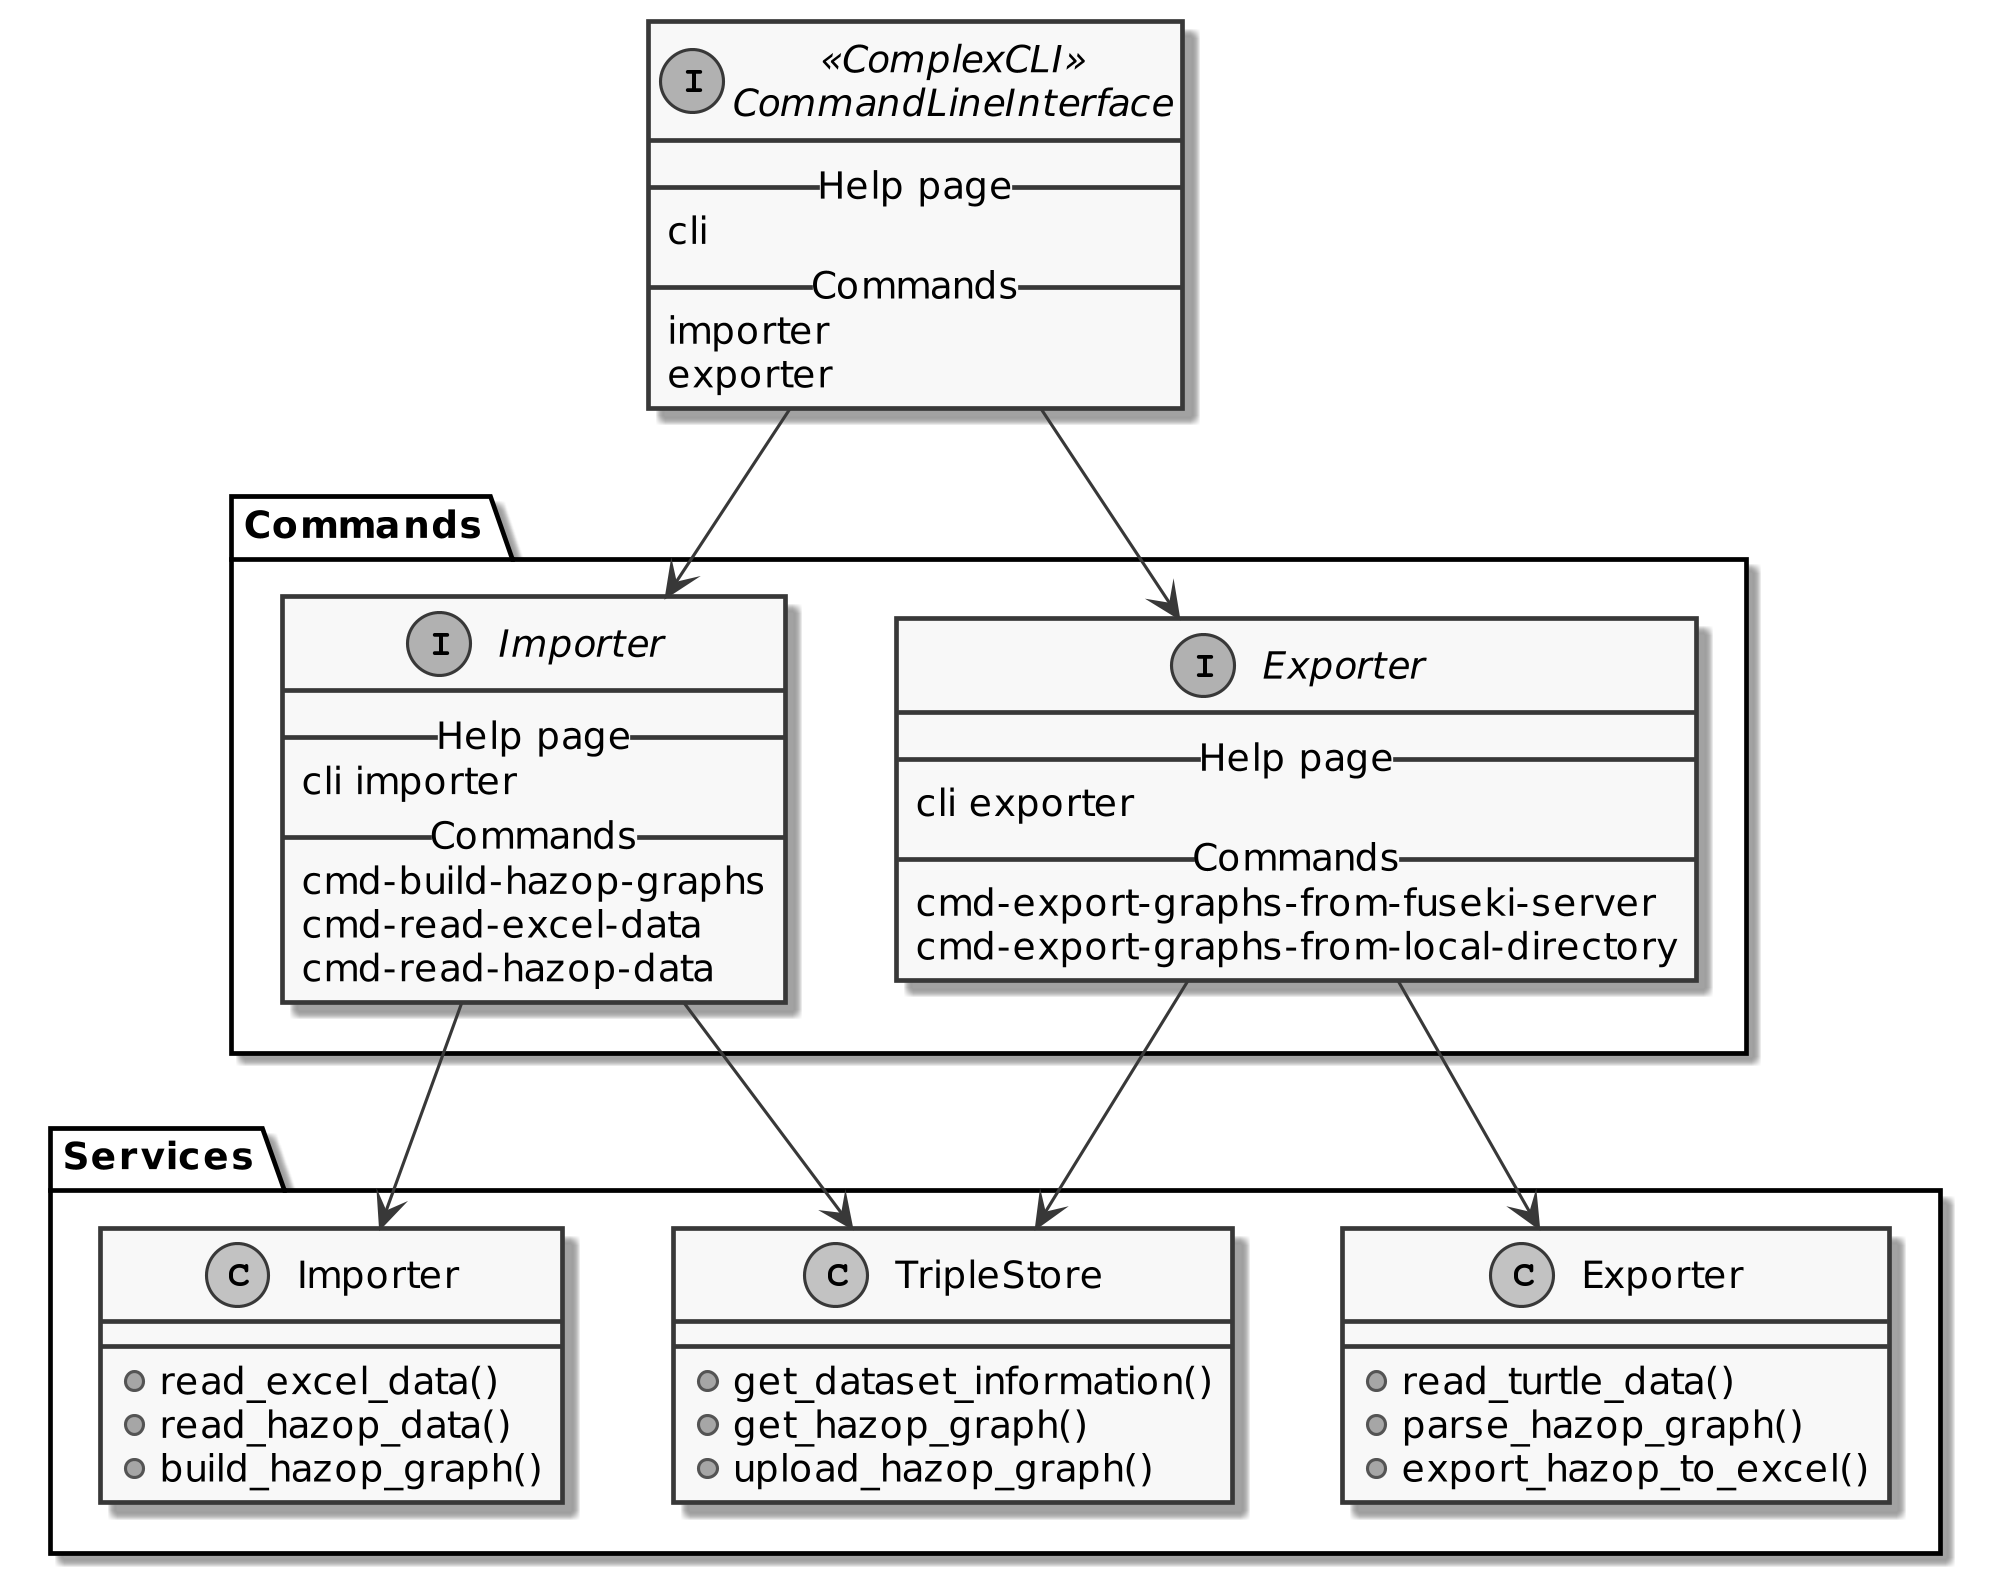 I
«ComplexCLI»
CommandLineInterface
Help page
cli
Commands
importer
exporter
Commands
I Importer
Help page
cli importer
Commands
cmd-build-hazop-graphs
cmd-read-excel-data
cmd-read-hazop-data
I Exporter
Help page
cli exporter
Commands
cmd-export-graphs-from-fuseki-server
cmd-export-graphs-from-local-directory
Services
C Importer
read_excel_data()
read_hazop_data()
build_hazop_graph()
C TripleStore
get_dataset_information()
get_hazop_graph()
upload_hazop_graph()
C Exporter
read_turtle_data()
parse_hazop_graph()
export_hazop_to_excel()